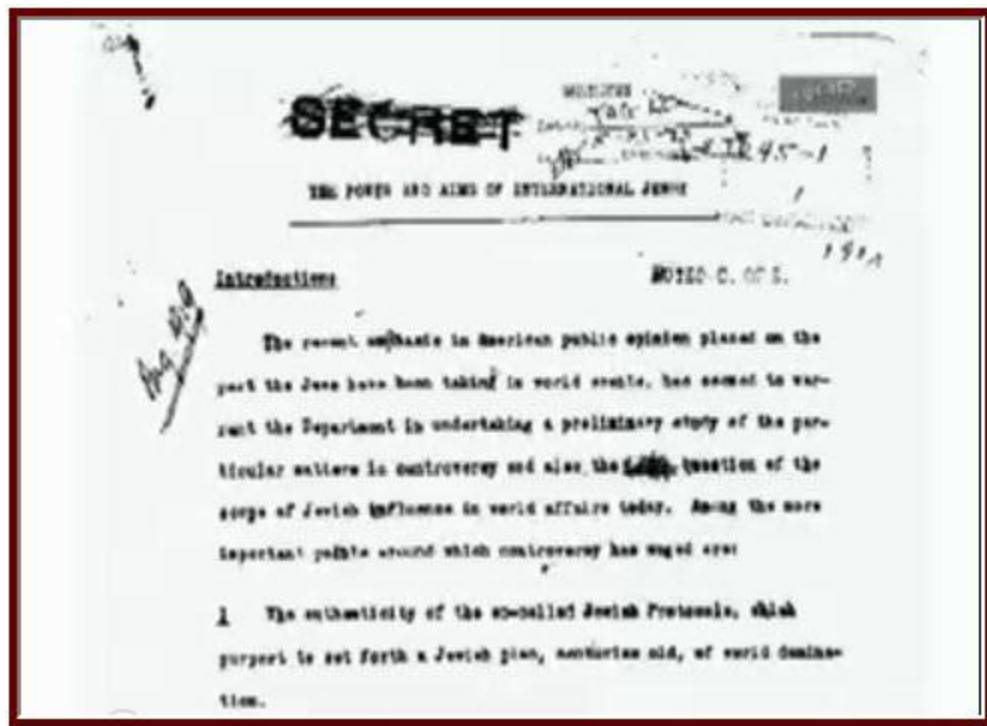 SECRET
THE POWER AND AIMS OF INTERNATIONAL JEWRY
45-1
Introduction:
NOTED C. OF S.
The recent emphasis in American public opinion placed on the
part the Jews have been taking in world events, has seemed to war-
rant the Department in undertaking a preliminary study of the par-
ticular matters in controversy and also the question of the
scope of Jewish influence in world affairs today. Among the more
important points around which controversy has waged are:
1 The authenticity of the so-called Jewish Protocols, which
purport to set forth a Jewish plan, centuries old, of world domina-
tion.